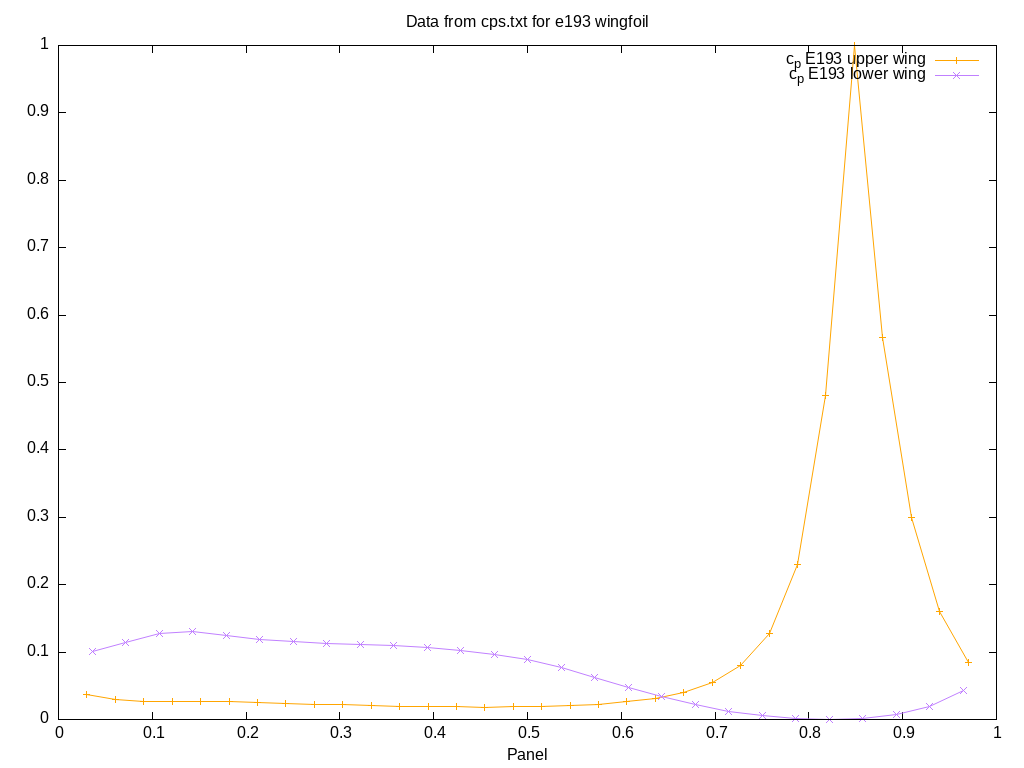 Data from cps.txt for e193 wingfoil
1
cp E193 upper wing
cp E193 lower wing
0.9
0.8
0.7
0.6
0.5
0.4
0.3
0.2
0.1
0
0 0.1 0.2 0.3 0.4 0.5 0.6 0.7 0.8 0.9 1
Panel